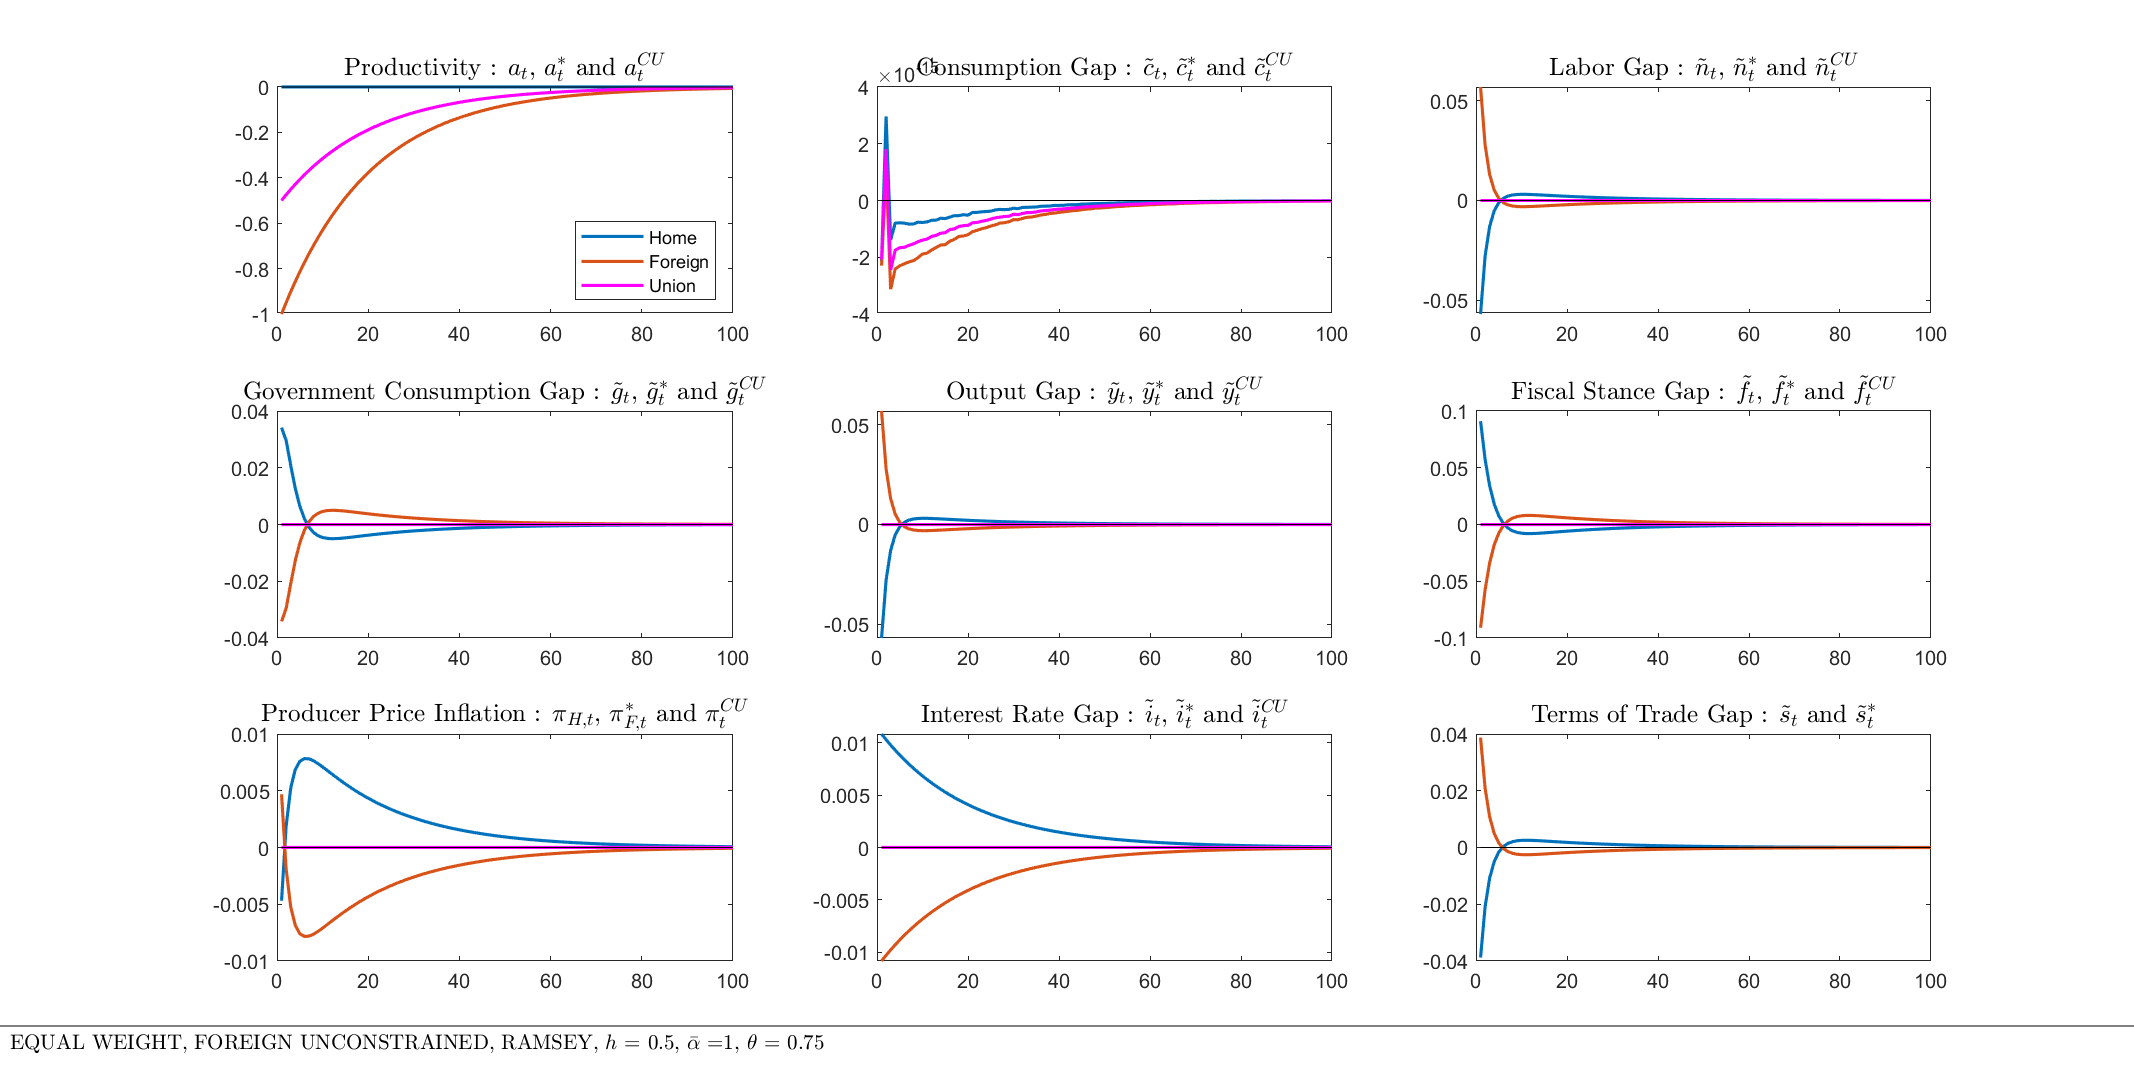 Productivity : a_t, a_t^* and a_t^{CU}
0
-0.2
-0.4
-0.6
-0.8
-1
0 20 40 60 80 100
Home
Foreign
Union
Consumption Gap : c̃_t, c̃_t^* and c̃_t^{CU}
4
2
0
-2
-4
0 20 40 60 80 100
Labor Gap : ñ_t, ñ_t^* and ñ_t^{CU}
0.05
0
-0.05
0 20 40 60 80 100
Government Consumption Gap : g̃_t, g̃_t^* and g̃_t^{CU}
0.04
0.02
0
-0.02
-0.04
0 20 40 60 80 100
Output Gap : ỹ_t, ỹ_t^* and ỹ_t^{CU}
0.05
0
-0.05
0 20 40 60 80 100
Fiscal Stance Gap : f̃_t, f̃_t^* and f̃_t^{CU}
0.1
0.05
0
-0.05
-0.1
0 20 40 60 80 100
Producer Price Inflation : π_{H,t}, π_{F,t}^* and π_t^{CU}
0.01
0.005
0
-0.005
-0.01
0 20 40 60 80 100
Interest Rate Gap : ĩ_t, ĩ_t^* and ĩ_t^{CU}
0.01
0.005
0
-0.005
-0.01
0 20 40 60 80 100
Terms of Trade Gap : s̃_t and s̃_t^*
0.04
0.02
0
-0.02
-0.04
0 20 40 60 80 100
EQUAL WEIGHT, FOREIGN UNCONSTRAINED, RAMSEY, h = 0.5, ᾱ =1, θ = 0.75